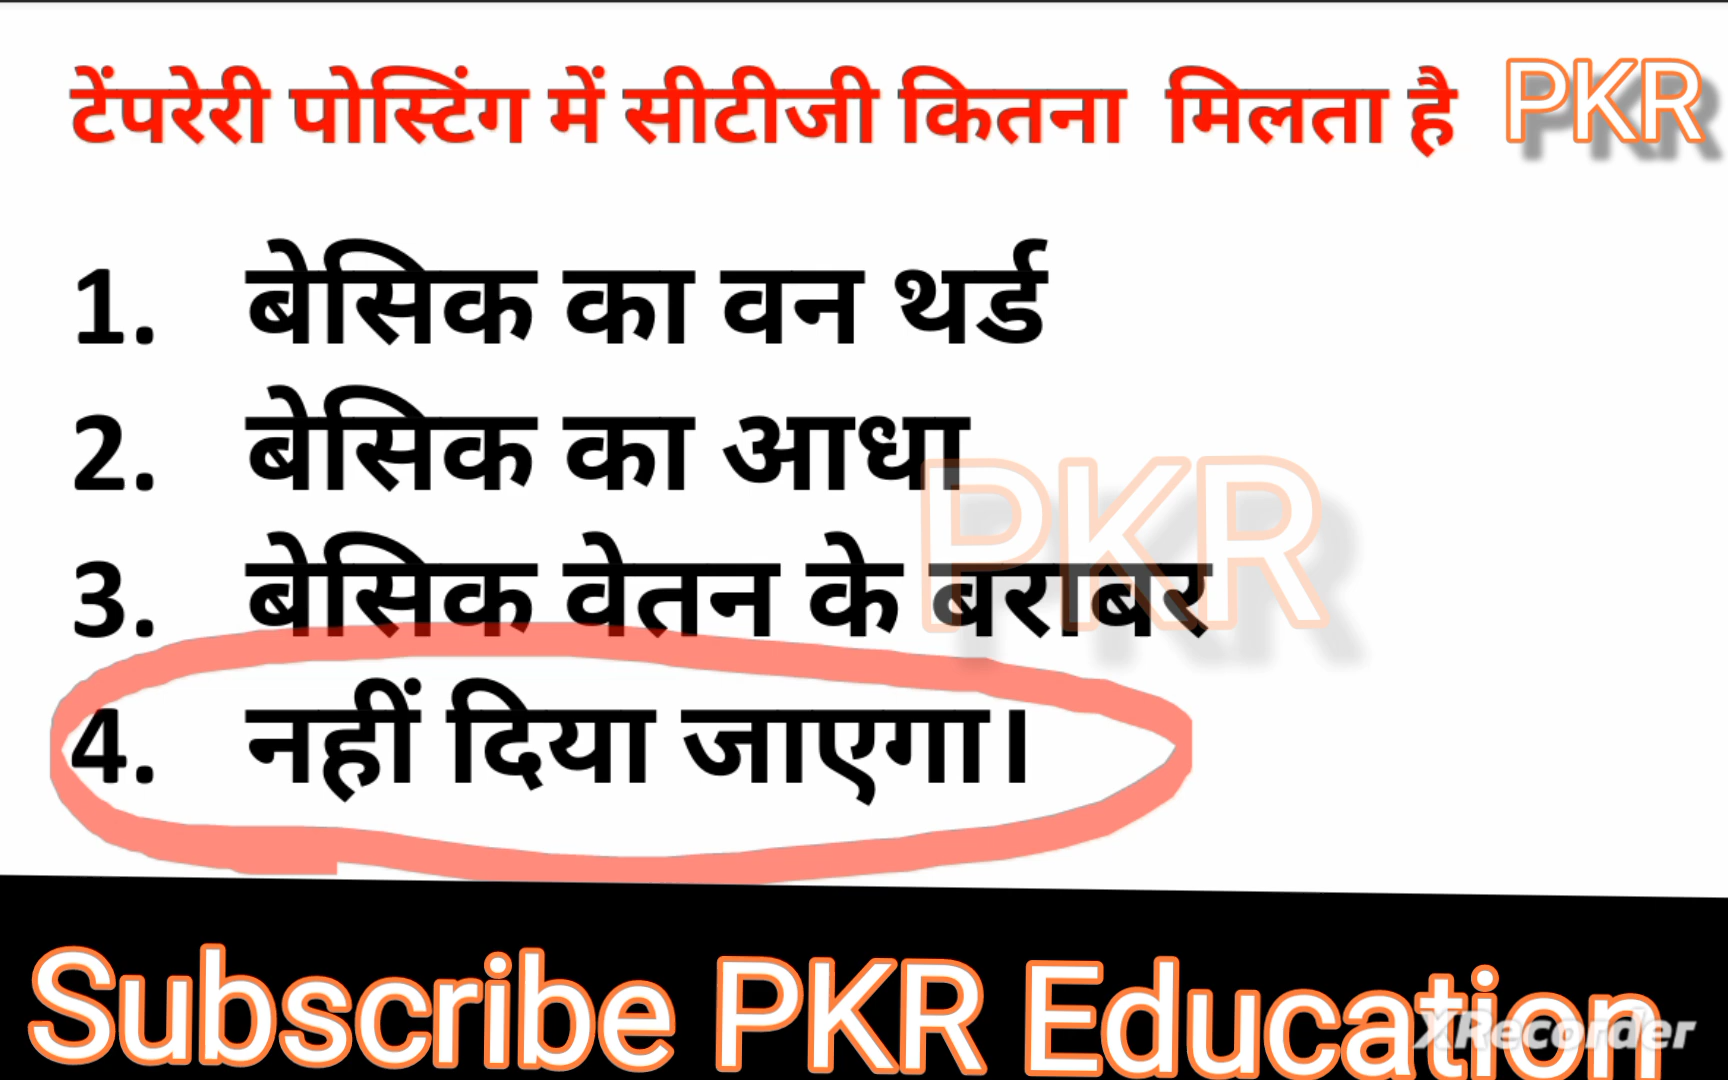 टेंपरेरी पोस्टिंग में सीटीजी कितना मिलता है PKR
1. बेसिक का वन थर्ड
2. बेसिक का आधा
3. बेसिक वेतन के बराबर
PKR
4. नहीं दिया जाएगा।
Subscribe PKR Education
XRecorder